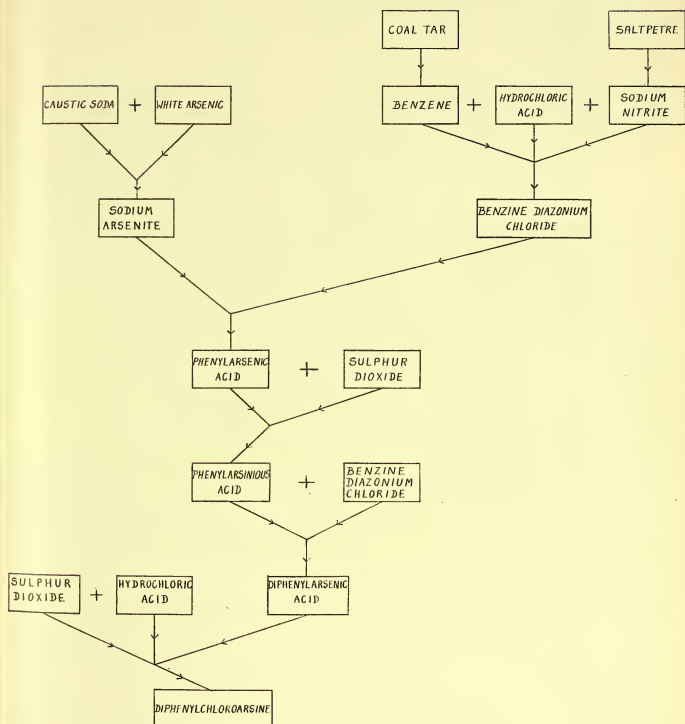 COAL TAR
SALTPETRE
CAUSTIC SODA
+
WHITE ARSENIC
BENZENE
+
HYDROCHLORIC
ACID
+
SODIUM
NITRITE
SODIUM
ARSENITE
BENZINE DIAZONIUM
CHLORIDE
PHENYLARSENIC
ACID
+
SULPHUR
DIOXIDE
PHENYLARSINIOUS
ACID
+
BENZINE
DIAZONIUM
CHLORIDE
SULPHUR
DIOXIDE
+
HYDROCHLORIC
ACID
DIPHENYLARSENIC
ACID
DIPHENYLCHLOROARSINE